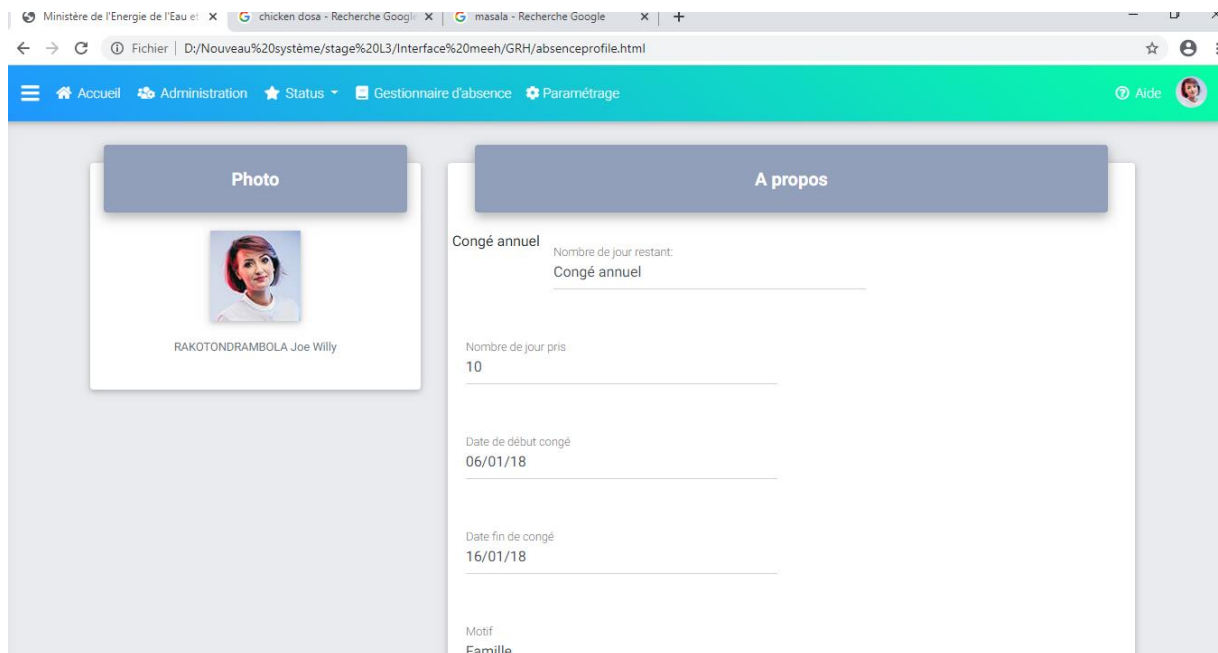 Ministère de l'Energie de l'Eau et
chicken dosa - Recherche Google
masala - Recherche Google
Fichier | D:/Nouveau%20système/stage%20L3/Interface%20meeh/GRH/absenceprofile.html
Accueil Administration Status Gestionnaire d'absence Paramétrage Aide
Photo
RAKOTONDRAMBOLA Joe Willy
A propos
Congé annuel
Nombre de jour restant:
Congé annuel
Nombre de jour pris
10
Date de début congé
06/01/18
Date fin de congé
16/01/18
Motif
Famille